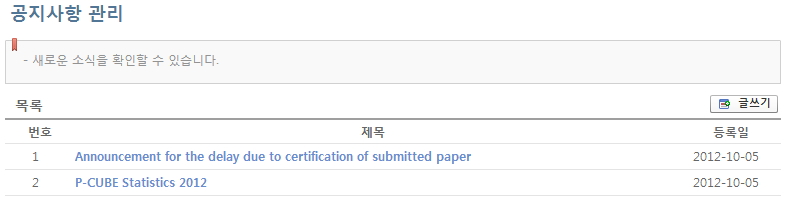 공지사항 관리
- 새로운 소식을 확인할 수 있습니다.
목록 글쓰기
번호 제목 등록일
1 Announcement for the delay due to certification of submitted paper 2012-10-05
2 P-CUBE Statistics 2012 2012-10-05